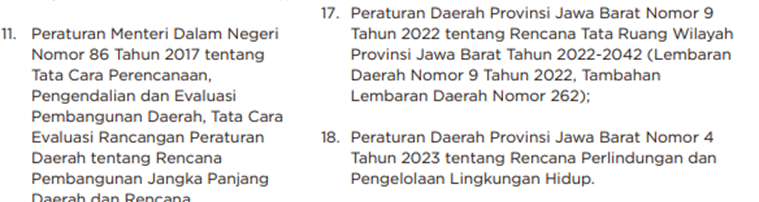 11. Peraturan Menteri Dalam Negeri
Nomor 86 Tahun 2017 tentang
Tata Cara Perencanaan,
Pengendalian dan Evaluasi
Pembangunan Daerah, Tata Cara
Evaluasi Rancangan Peraturan
Daerah tentang Rencana
Pembangunan Jangka Panjang
Daerah dan Rencana
17. Peraturan Daerah Provinsi Jawa Barat Nomor 9
Tahun 2022 tentang Rencana Tata Ruang Wilayah
Provinsi Jawa Barat Tahun 2022-2042 (Lembaran
Daerah Nomor 9 Tahun 2022, Tambahan
Lembaran Daerah Nomor 262);
18. Peraturan Daerah Provinsi Jawa Barat Nomor 4
Tahun 2023 tentang Rencana Perlindungan dan
Pengelolaan Lingkungan Hidup.